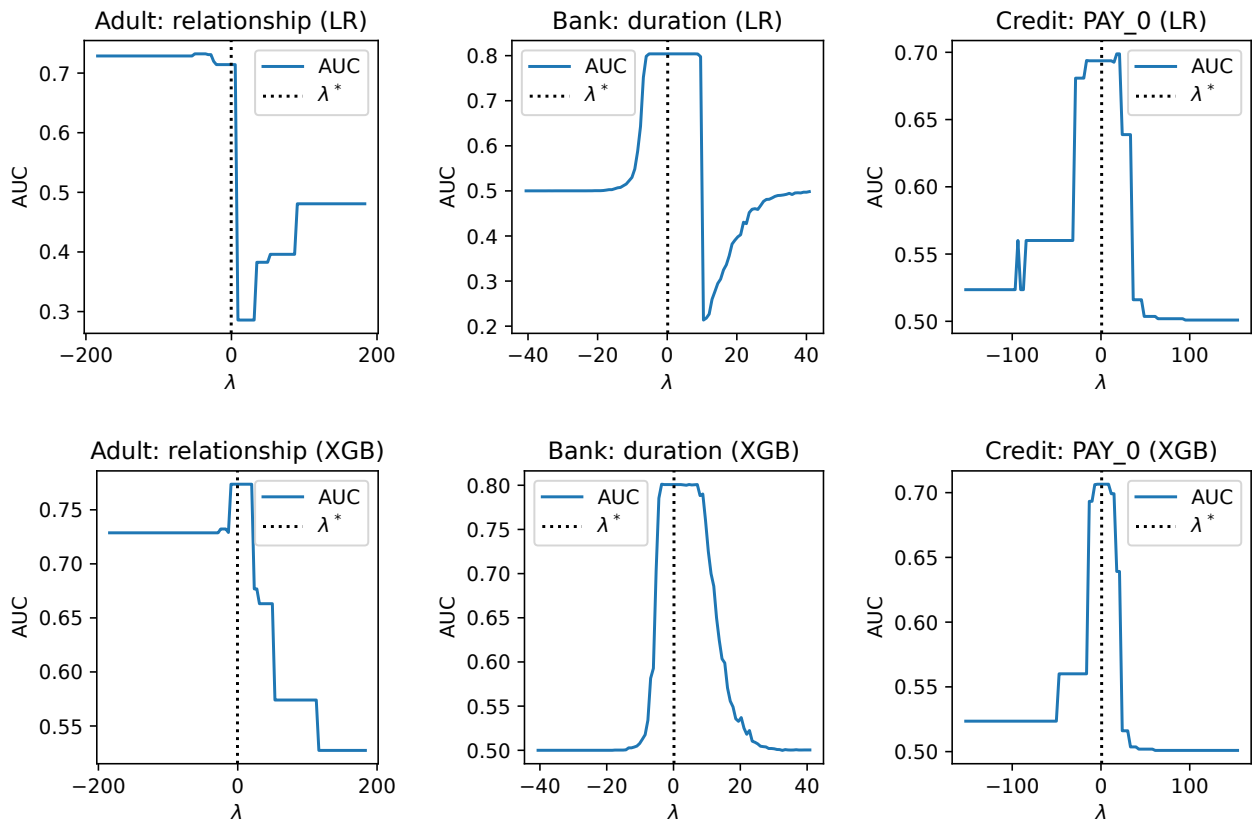 Adult: relationship (LR)
AUC
λ*
0.7
0.6
0.5
0.4
0.3
AUC
−200
0
200
λ
Bank: duration (LR)
AUC
λ*
0.8
0.7
0.6
0.5
0.4
0.3
0.2
AUC
−40
−20
0
20
40
λ
Credit: PAY_0 (LR)
AUC
λ*
0.70
0.65
0.60
0.55
0.50
AUC
−100
0
100
λ
Adult: relationship (XGB)
AUC
λ*
0.75
0.70
0.65
0.60
0.55
AUC
−200
0
200
λ
Bank: duration (XGB)
AUC
λ*
0.80
0.75
0.70
0.65
0.60
0.55
0.50
AUC
−40
−20
0
20
40
λ
Credit: PAY_0 (XGB)
AUC
λ*
0.70
0.65
0.60
0.55
0.50
AUC
−100
0
100
λ